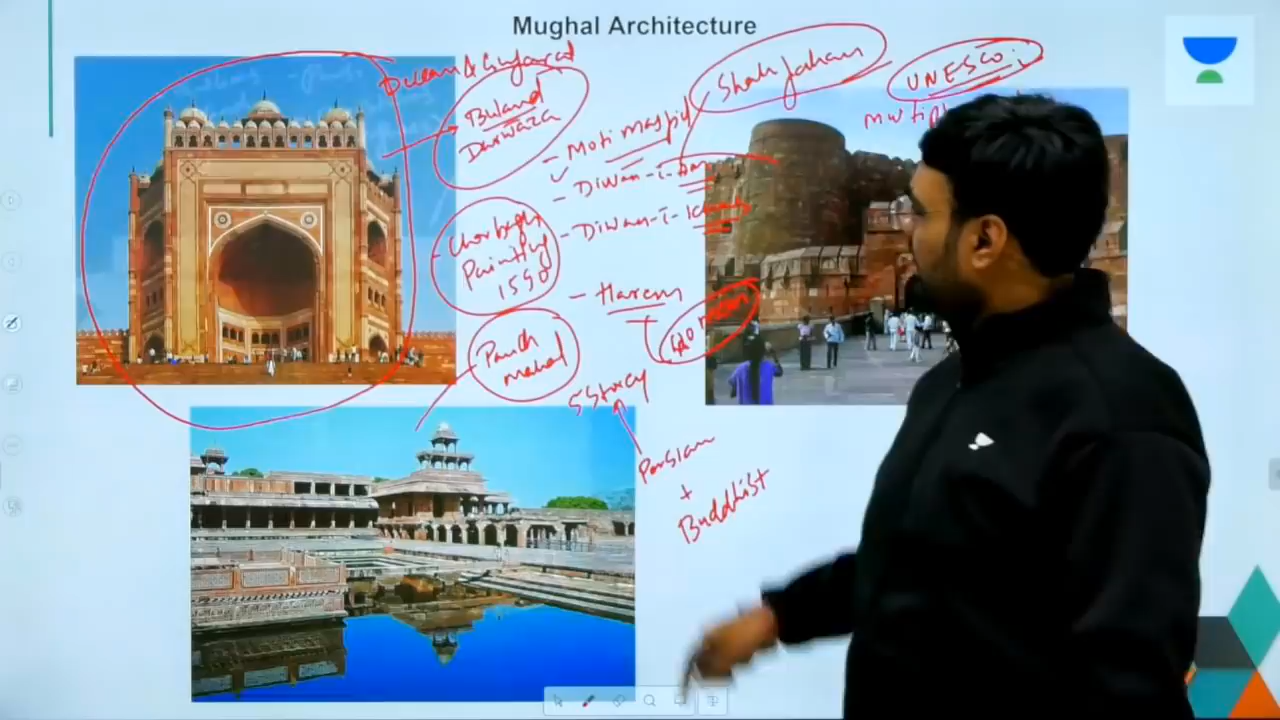 Mughal Architecture
Deccan & Gujarat
Buland
Darwaza
Shah Jahan
UNESCO
- Moti masjid
- Diwan-i-
- Diwan-i-Khas
- Charbagh
Painting
1590
- Harem
Panch
mahal
5 Storey
Persian
+
Buddhist